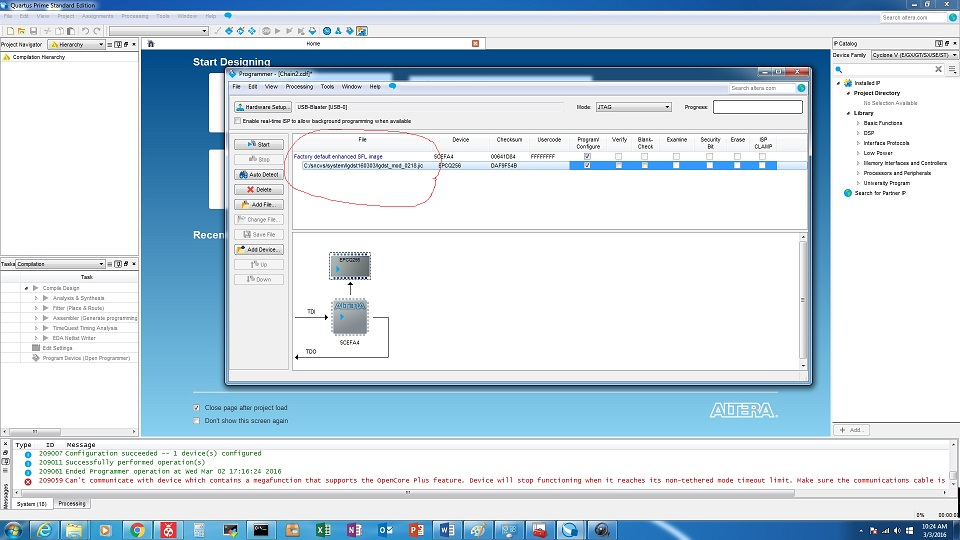 Quartus Prime Standard Edition
File Edit View Project Assignments Processing Tools Window Help
Search altera.com
Project Navigator Hierarchy
Compilation Hierarchy
Home
Start Designing
Programmer - [Chain2.cdf]*
File Edit View Processing Tools Window Help
Search altera.com
Hardware Setup... USB-Blaster [USB-0] Mode: JTAG Progress:
Enable real-time ISP to allow background programming when available
Start
Stop
Auto Detect
Delete
Add File...
Change File...
Save File
Add Device...
Up
Down
File Device Checksum Usercode Program/Configure Verify Blank-Check Examine Security Bit Erase ISP CLAMP
Factory default enhanced SFL image 5CEFA4 00641D84 FFFFFFFF
EPCQ256 DAF9F54B
EPCQ256
ALTERA
TDI
5CEFA4
TDO
IP Catalog
Device Family Cyclone V (E/GX/GT/SX/SE/ST)
Installed IP
Project Directory
No Selection Available
Library
Basic Functions
DSP
Interface Protocols
Low Power
Memory Interfaces and Controllers
Processors and Peripherals
University Program
Search for Partner IP
Add...
Recen
Tasks Compilation
Task
Compile Design
Analysis & Synthesis
Fitter (Place & Route)
Assembler (Generate programming
TimeQuest Timing Analysis
EDA Netlist Writer
Edit Settings
Program Device (Open Programmer)
Close page after project load
Don't show this screen again
ALTERA
Type ID Message
209007 Configuration succeeded -- 1 device(s) configured
209011 Successfully performed operation(s)
209061 Ended Programmer operation at Wed Mar 02 17:16:24 2016
209059 Can't communicate with device which contains a megafunction that supports the OpenCore Plus feature. Device will stop functioning when it reaches its non-tethered mode timeout limit. Make sure the communications cable is
Messages
System (18) Processing
0% 00:00:0
10:24 AM
3/3/2016